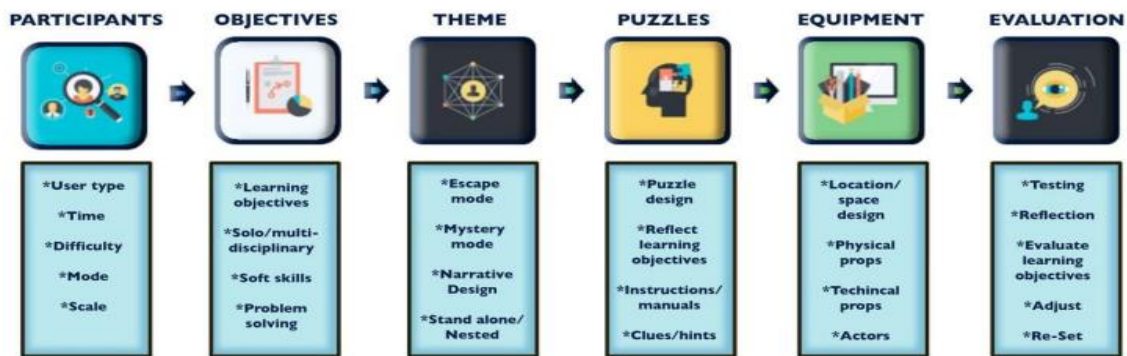 PARTICIPANTS
OBJECTIVES
THEME
PUZZLES
EQUIPMENT
EVALUATION
*User type
*Time
*Difficulty
*Mode
*Scale
*Learning
objectives
*Solo/multi-
disciplinary
*Soft skills
*Problem
solving
*Escape
mode
*Mystery
mode
*Narrative
Design
*Stand alone/
Nested
*Puzzle
design
*Reflect
learning
objectives
*Instructions/
manuals
*Clues/hints
*Location/
space
design
*Physical
props
*Techincal
props
*Actors
*Testing
*Reflection
*Evaluate
learning
objectives
*Adjust
*Re-Set